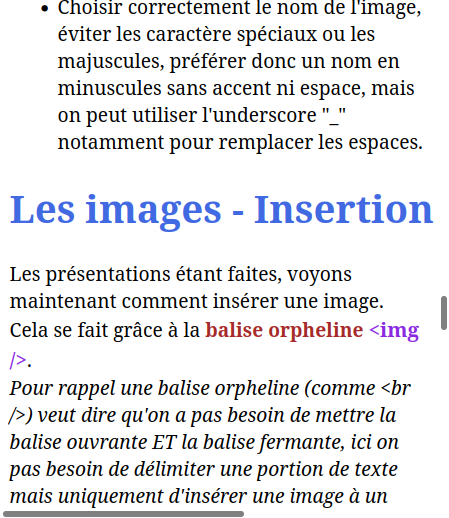 • Choisir correctement le nom de l'image,
éviter les caractère spéciaux ou les
majuscules, préférer donc un nom en
minuscules sans accent ni espace, mais
on peut utiliser l'underscore "_"
notamment pour remplacer les espaces.
Les images - Insertion
Les présentations étant faites, voyons
maintenant comment insérer une image.
Cela se fait grâce à la balise orpheline <img
/>.
Pour rappel une balise orpheline (comme <br
/>) veut dire qu'on a pas besoin de mettre la
balise ouvrante ET la balise fermante, ici on
pas besoin de délimiter une portion de texte
mais uniquement d'insérer une image à un